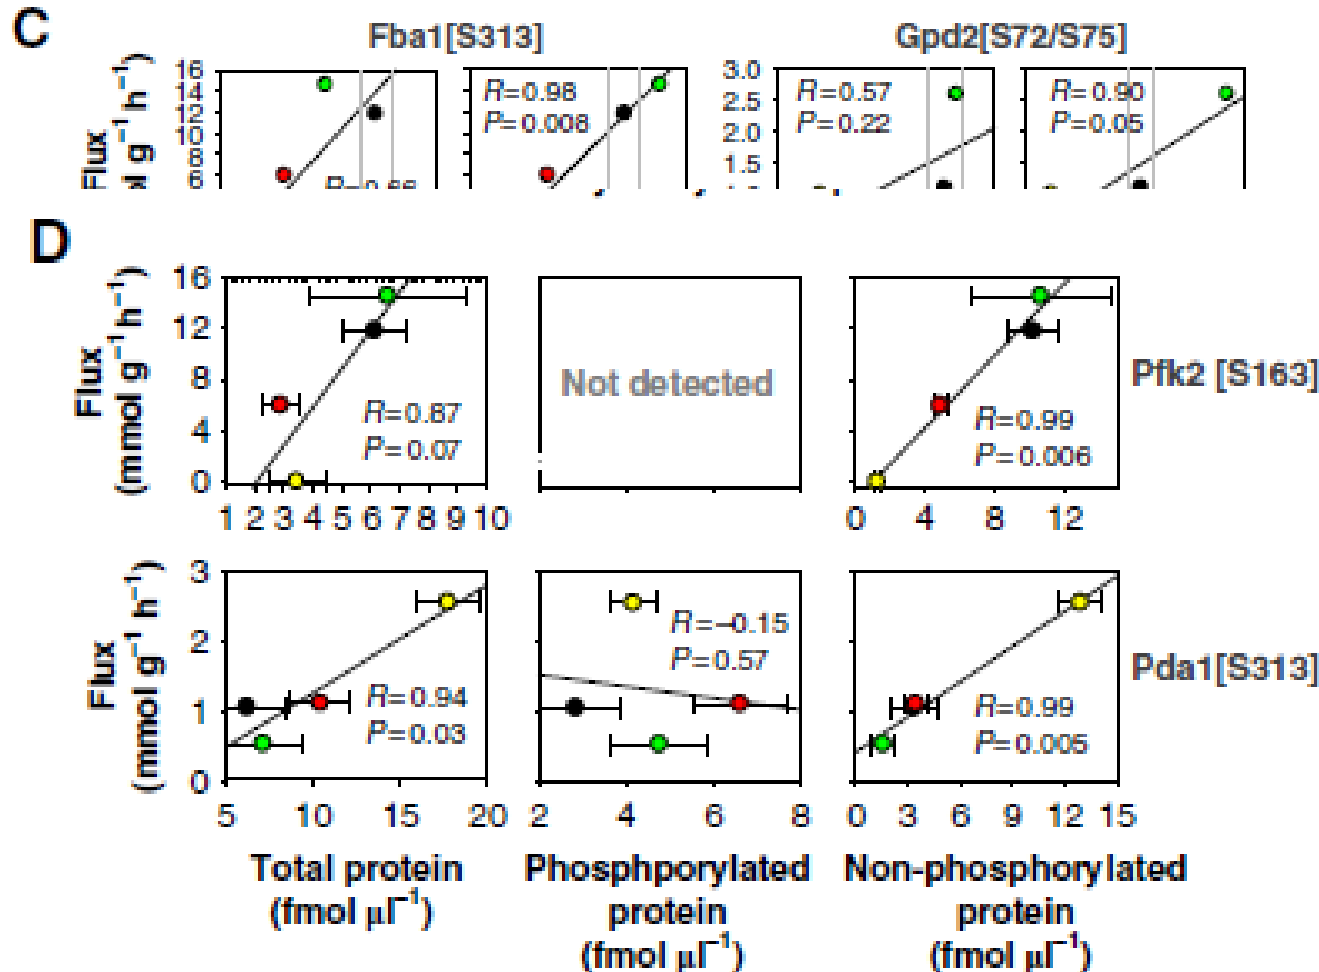 C
Fba1[S313]
Gpd2[S72/S75]
Flux
g⁻¹ h⁻¹)
16
14
12
10
8
6
R=0.98
P=0.008
3.0
2.5
2.0
1.5
R=0.57
P=0.22
R=0.90
P=0.05
D
Flux
(mmol g⁻¹ h⁻¹)
16
12
8
4
0
R=0.87
P=0.07
1 2 3 4 5 6 7 8 9 10
Not detected
R=0.99
P=0.006
0 4 8 12
Pfk2 [S163]
Flux
(mmol g⁻¹ h⁻¹)
3
2
1
0
R=0.94
P=0.03
5 10 15 20
R=–0.15
P=0.57
2 4 6 8
R=0.99
P=0.005
0 3 6 9 12 15
Pda1[S313]
Total protein
(fmol µl⁻¹)
Phosphporylated
protein
(fmol µl⁻¹)
Non-phosphorylated
protein
(fmol µl⁻¹)